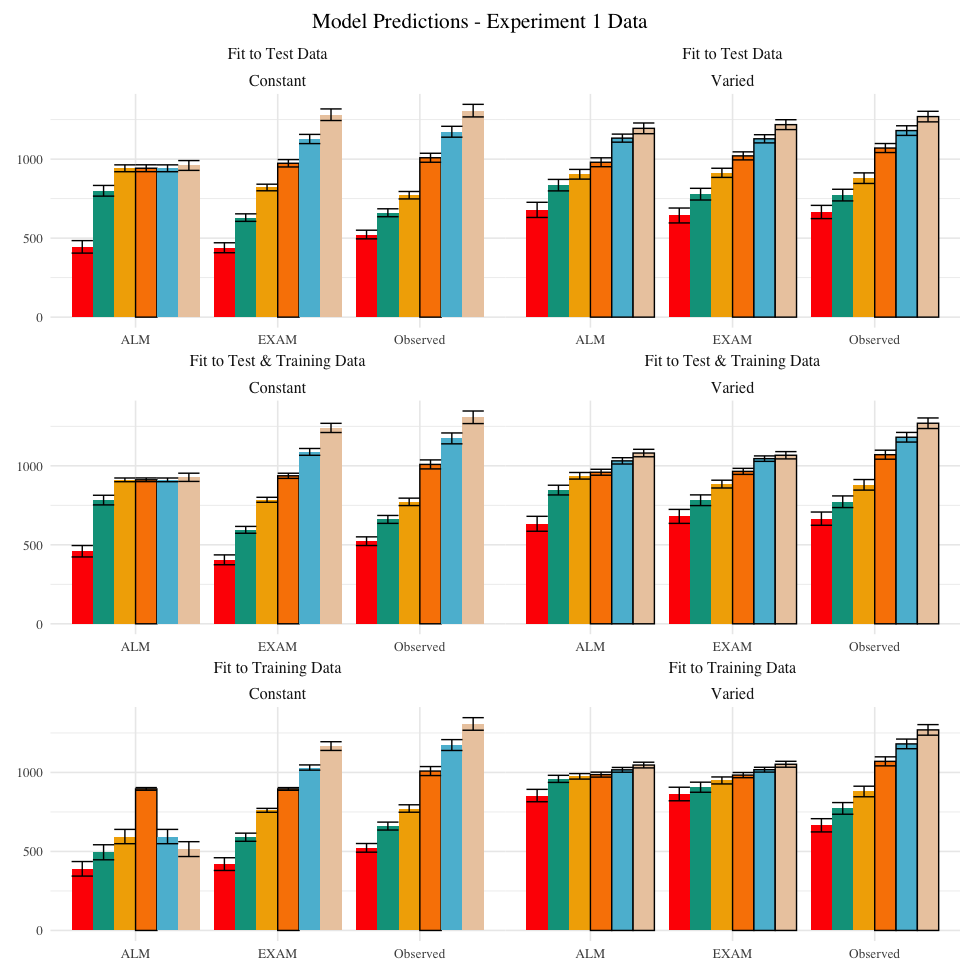 Model Predictions - Experiment 1 Data
Fit to Test Data
Fit to Test Data
Constant
Varied
1000
500
0
ALM
EXAM
Observed
ALM
EXAM
Observed
Fit to Test & Training Data
Fit to Test & Training Data
Constant
Varied
1000
500
0
ALM
EXAM
Observed
ALM
EXAM
Observed
Fit to Training Data
Fit to Training Data
Constant
Varied
1000
500
0
ALM
EXAM
Observed
ALM
EXAM
Observed